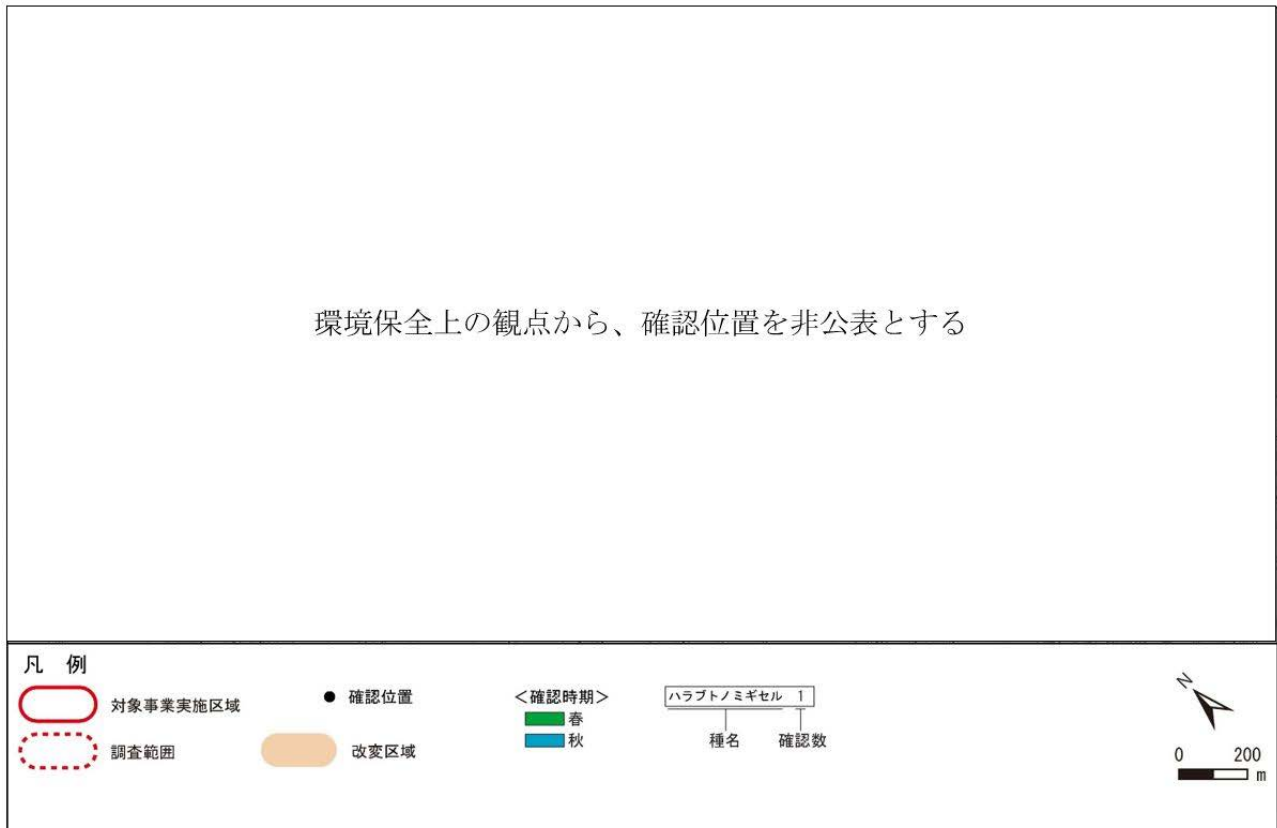 環境保全上の観点から、確認位置を非公表とする
凡 例
対象事業実施区域
調査範囲
● 確認位置
改変区域
<確認時期>
春
秋
ハラブトノミギセル 1
種名 確認数
N
0 200
m